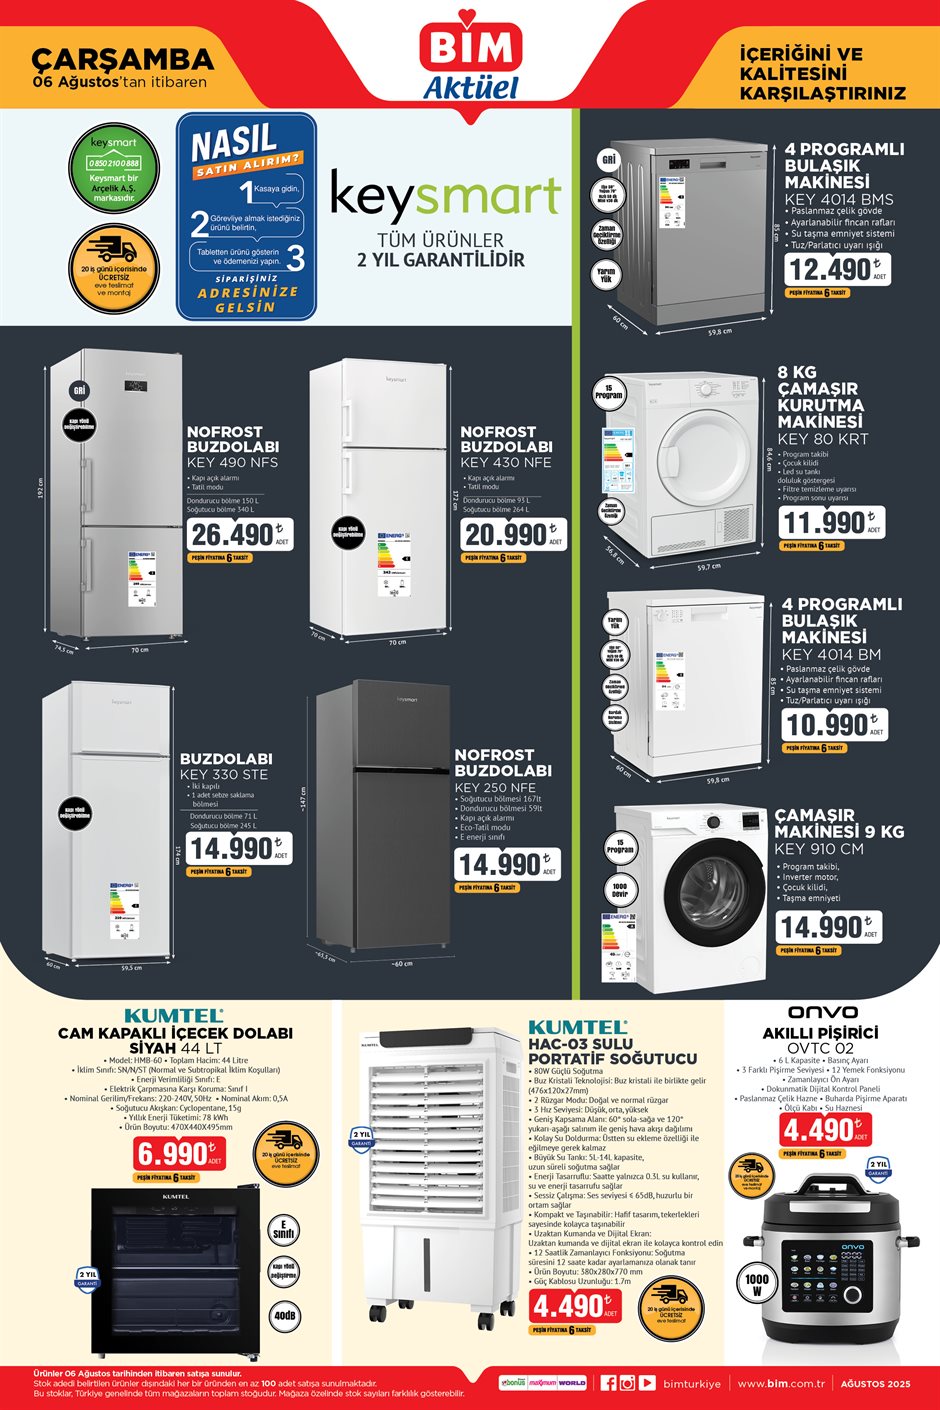 ÇARŞAMBA
06 Ağustos'tan itibaren
BİM
Aktüel
İÇERİĞİNİ VE
KALİTESİNİ
KARŞILAŞTIRINIZ
keysmart
0 850 210 0 888
Keysmart bir
Arçelik A.Ş.
markasıdır.
20 iş günü içerisinde
ÜCRETSİZ
eve teslimat
ve montaj
NASIL
SATIN ALIRIM?
1 Kasaya gidin,
2 Görevliye almak istediğiniz
ürünü belirtin,
Tabletten ürünü gösterin
ve ödemenizi yapın. 3
SİPARİŞİNİZ
ADRESİNİZE
GELSİN
keysmart
TÜM ÜRÜNLER
2 YIL GARANTİLİDİR
GRİ
Zaman
Geciktirme
Özelliği
Yarım
Yük
85 cm
60 cm
59,8 cm
4 PROGRAMLI
BULAŞIK
MAKİNESİ
KEY 4014 BMS
• Paslanmaz çelik gövde
• Ayarlanabilir fincan rafları
• Su taşma emniyet sistemi
• Tuz/Parlatıcı uyarı ışığı
12.490₺
ADET
PEŞİN FİYATINA 6 TAKSİT
GRİ
Kapı Yönü
Değiştirebilme
192 cm
74,5 cm
70 cm
NOFROST
BUZDOLABI
KEY 490 NFS
• Kapı açık alarmı
• Tatil modu
Dondurucu bölme 150 L
Soğutucu bölme 340 L
26.490₺
ADET
PEŞİN FİYATINA 6 TAKSİT
keysmart
Kapı Yönü
Değiştirebilme
172 cm
70 cm
70 cm
NOFROST
BUZDOLABI
KEY 430 NFE
• Kapı açık alarmı
• Tatil modu
Dondurucu bölme 93 L
Soğutucu bölme 264 L
20.990₺
ADET
PEŞİN FİYATINA 6 TAKSİT
15
Program
Zaman
Geciktirme
Özelliği
84,6 cm
56,8 cm
59,7 cm
8 KG
ÇAMAŞIR
KURUTMA
MAKİNESİ
KEY 80 KRT
• Program takibi
• Çocuk kilidi
• Led su tankı
doluluk göstergesi
• Filtre temizleme uyarısı
• Program sonu uyarısı
11.990₺
ADET
PEŞİN FİYATINA 6 TAKSİT
Yarım
Yük
Zaman
Geciktirme
Özelliği
Bardak
Koruma
Sistemi
85 cm
60 cm
59,8 cm
4 PROGRAMLI
BULAŞIK
MAKİNESİ
KEY 4014 BM
• Paslanmaz çelik gövde
• Ayarlanabilir fincan rafları
• Su taşma emniyet sistemi
• Tuz/Parlatıcı uyarı ışığı
10.990₺
ADET
PEŞİN FİYATINA 6 TAKSİT
keysmart
Kapı Yönü
Değiştirebilme
174 cm
60 cm
59,5 cm
BUZDOLABI
KEY 330 STE
• İki kapılı
• 1 adet sebze saklama
bölmesi
Dondurucu bölme 71 L
Soğutucu bölme 245 L
14.990₺
ADET
PEŞİN FİYATINA 6 TAKSİT
keysmart
~147 cm
~63,3 cm
~60 cm
NOFROST
BUZDOLABI
KEY 250 NFE
• Soğutucu bölmesi 167lt
• Dondurucu bölmesi 59lt
• Kapı açık alarmı
• Eco-Tatil modu
• E enerji sınıfı
14.990₺
ADET
PEŞİN FİYATINA 6 TAKSİT
15
Program
1000
Devir
ÇAMAŞIR
MAKİNESİ 9 KG
KEY 910 CM
• Program takibi,
• Inverter motor,
• Çocuk kilidi,
• Taşma emniyeti
14.990₺
ADET
PEŞİN FİYATINA 6 TAKSİT
KUMTEL
CAM KAPAKLI İÇECEK DOLABI
SİYAH 44 LT
• Model: HMB-60 • Toplam Hacim: 44 Litre
• İklim Sınıfı: SN/N/ST (Normal ve Subtropikal İklim Koşulları)
• Enerji Verimliliği Sınıfı: E
• Elektrik Çarpmasına Karşı Koruma: Sınıf I
• Nominal Gerilim/Frekans: 220-240V, 50Hz • Nominal Akım: 0,5A
• Soğutucu Akışkan: Cyclopentane, 15g
• Yıllık Enerji Tüketimi: 78 kWh
• Ürün Boyutu: 470X440X495mm
6.990₺
ADET
PEŞİN FİYATINA 6 TAKSİT
20 iş günü içerisinde
ÜCRETSİZ
eve teslimat
KUMTEL
2 YIL
GARANTİ
E
Sınıfı
Kapı Yönü
Değiştirme
40dB
KUMTEL
2 YIL
GARANTİ
KUMTEL
HAC-03 SULU
PORTATİF SOĞUTUCU
• 80W Güçlü Soğutma
• Buz Kristali Teknolojisi: Buz kristali ile birlikte gelir
(476x120x27mm)
• 2 Rüzgar Modu: Doğal ve normal rüzgar
• 3 Hız Seviyesi: Düşük, orta, yüksek
• Geniş Kapsama Alanı: 60° sola-sağa ve 120°
yukarı-aşağı salınım ile geniş hava akışı dağılımı
• Kolay Su Doldurma: Üstten su ekleme özelliği ile
eğilmeye gerek kalmaz
• Büyük Su Tankı: 5L-14L kapasite,
uzun süreli soğutma sağlar
• Enerji Tasarruflu: Saatte yalnızca 0.3L su kullanır,
su ve enerji tasarrufu sağlar
• Sessiz Çalışma: Ses seviyesi ≤ 65dB, huzurlu bir
ortam sağlar
• Kompakt ve Taşınabilir: Hafif tasarım, tekerlekleri
sayesinde kolayca taşınabilir
• Uzaktan Kumanda ve Dijital Ekran:
Uzaktan kumanda ve dijital ekran ile kolayca kontrol edin
• 12 Saatlik Zamanlayıcı Fonksiyonu: Soğutma
süresini 12 saate kadar ayarlamanıza olanak tanır
• Ürün Boyutu: 380x280x770 mm
• Güç Kablosu Uzunluğu: 1.7m
4.490₺
ADET
PEŞİN FİYATINA 6 TAKSİT
20 iş günü içerisinde
ÜCRETSİZ
eve teslimat
onvo
AKILLI PİŞİRİCİ
OVTC 02
• 6 L Kapasite • Basınç Ayarı
• 3 Farklı Pişirme Seviyesi • 12 Yemek Fonksiyonu
• Zamanlayıcı Ön Ayarı
• Dokunmatik Dijital Kontrol Paneli
• Paslanmaz Çelik Hazne • Buharda Pişirme Aparatı
• Ölçü Kabı • Su Haznesi
4.490₺
ADET
PEŞİN FİYATINA 6 TAKSİT
20 iş günü içerisinde
ÜCRETSİZ
eve teslimat
2 YIL
GARANTİ
onvo
1000
W
Ürünler 06 Ağustos tarihinden itibaren satışa sunulur.
Stok adedi belirtilen ürünler dışındaki her bir üründen en az 100 adet satışa sunulmaktadır.
Bu stoklar, Türkiye genelinde tüm mağazaların toplam stoğudur. Mağaza özelinde stok sayıları farklılık gösterebilir.
bonus maximum WORLD
bimturkiye
www.bim.com.tr
AĞUSTOS 2025